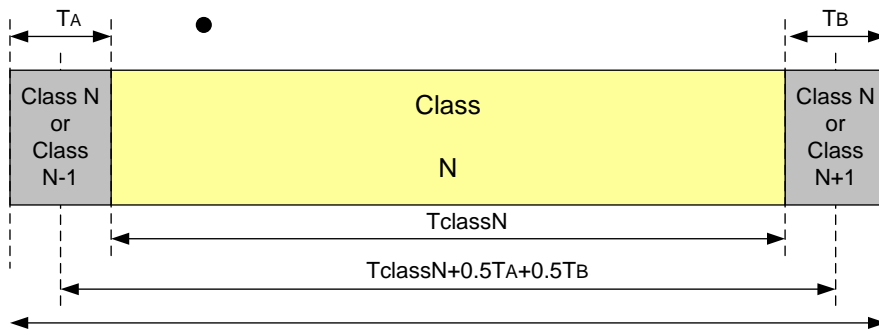 TA
TB
Class N
or
Class
N-1
Class
N
Class N
or
Class
N+1
TclassN
TclassN+0.5TA+0.5TB